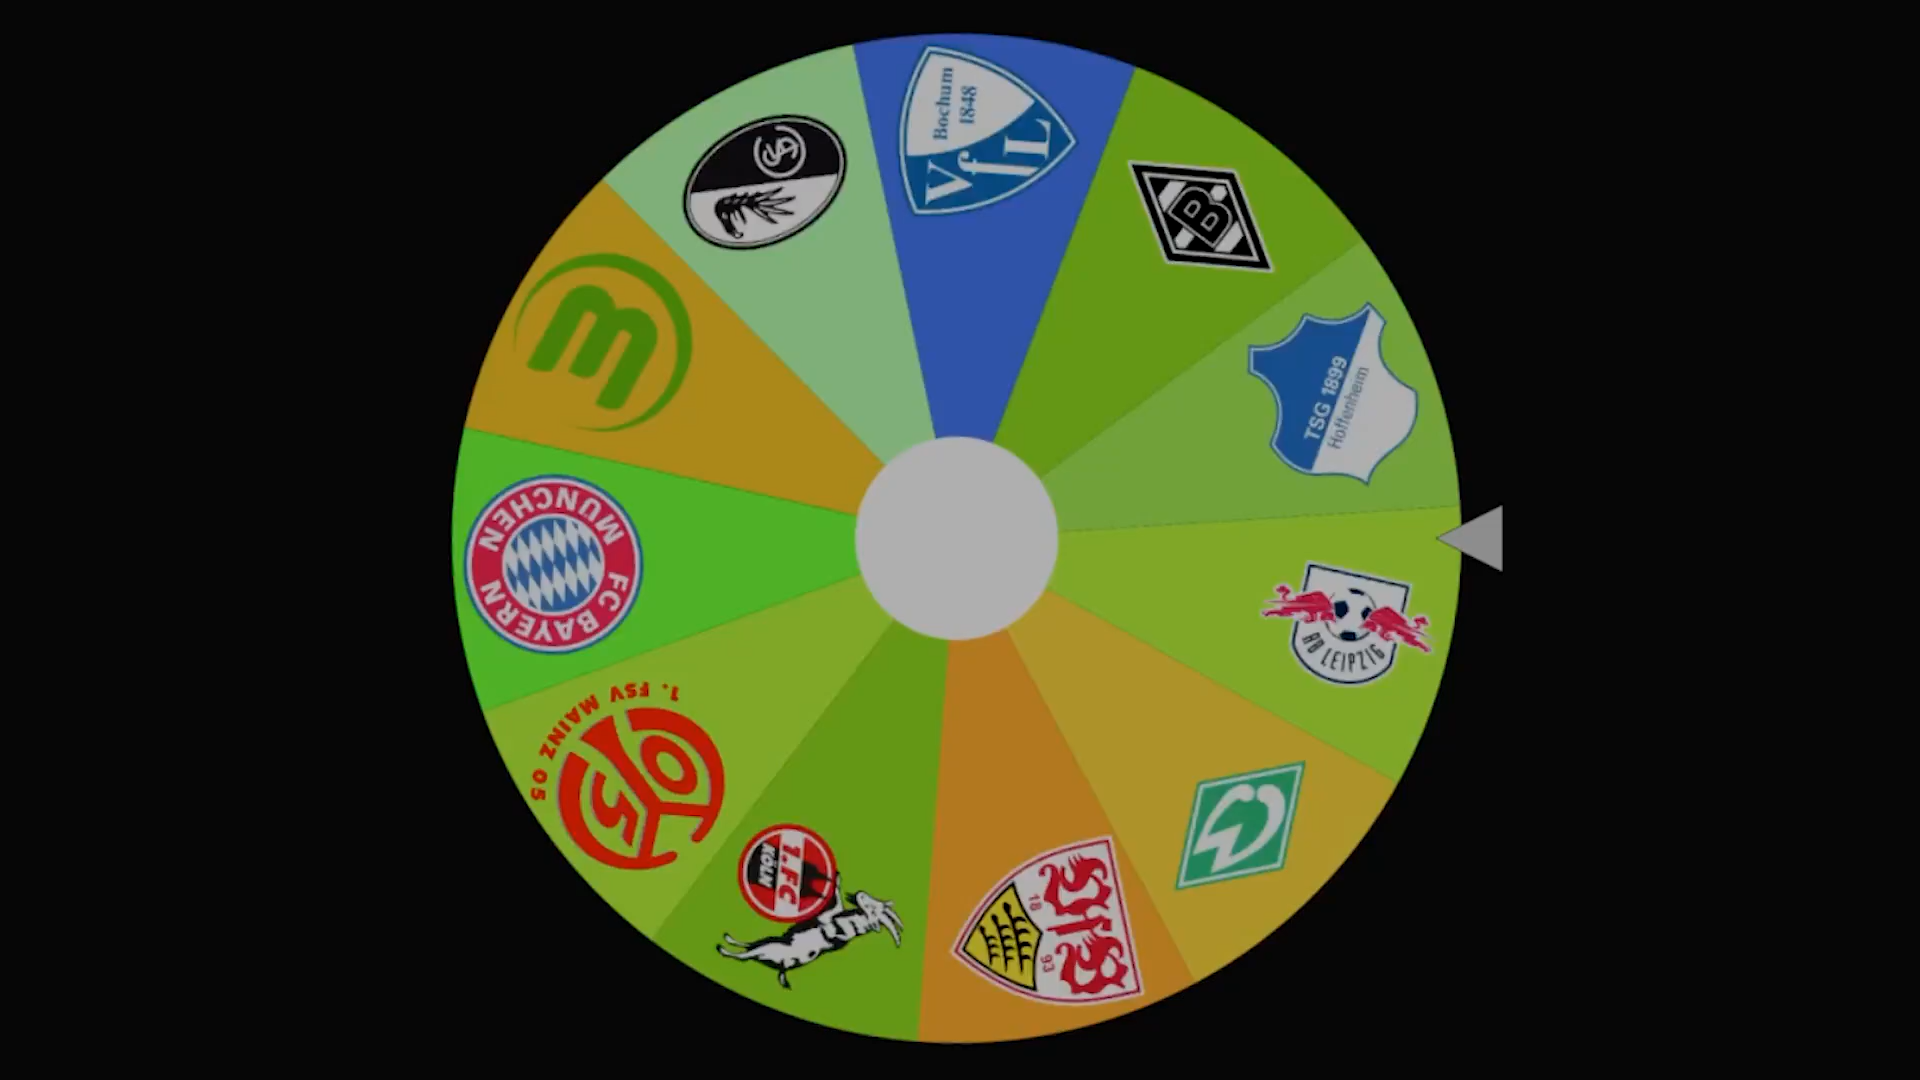 Bochum
1848
VfL
SC
B
TSG 1899
Hoffenheim
FC BAYERN
MÜNCHEN
RB LEIPZIG
1. FSV MAINZ 05
05
W
1.FC
KÖLN
18
93